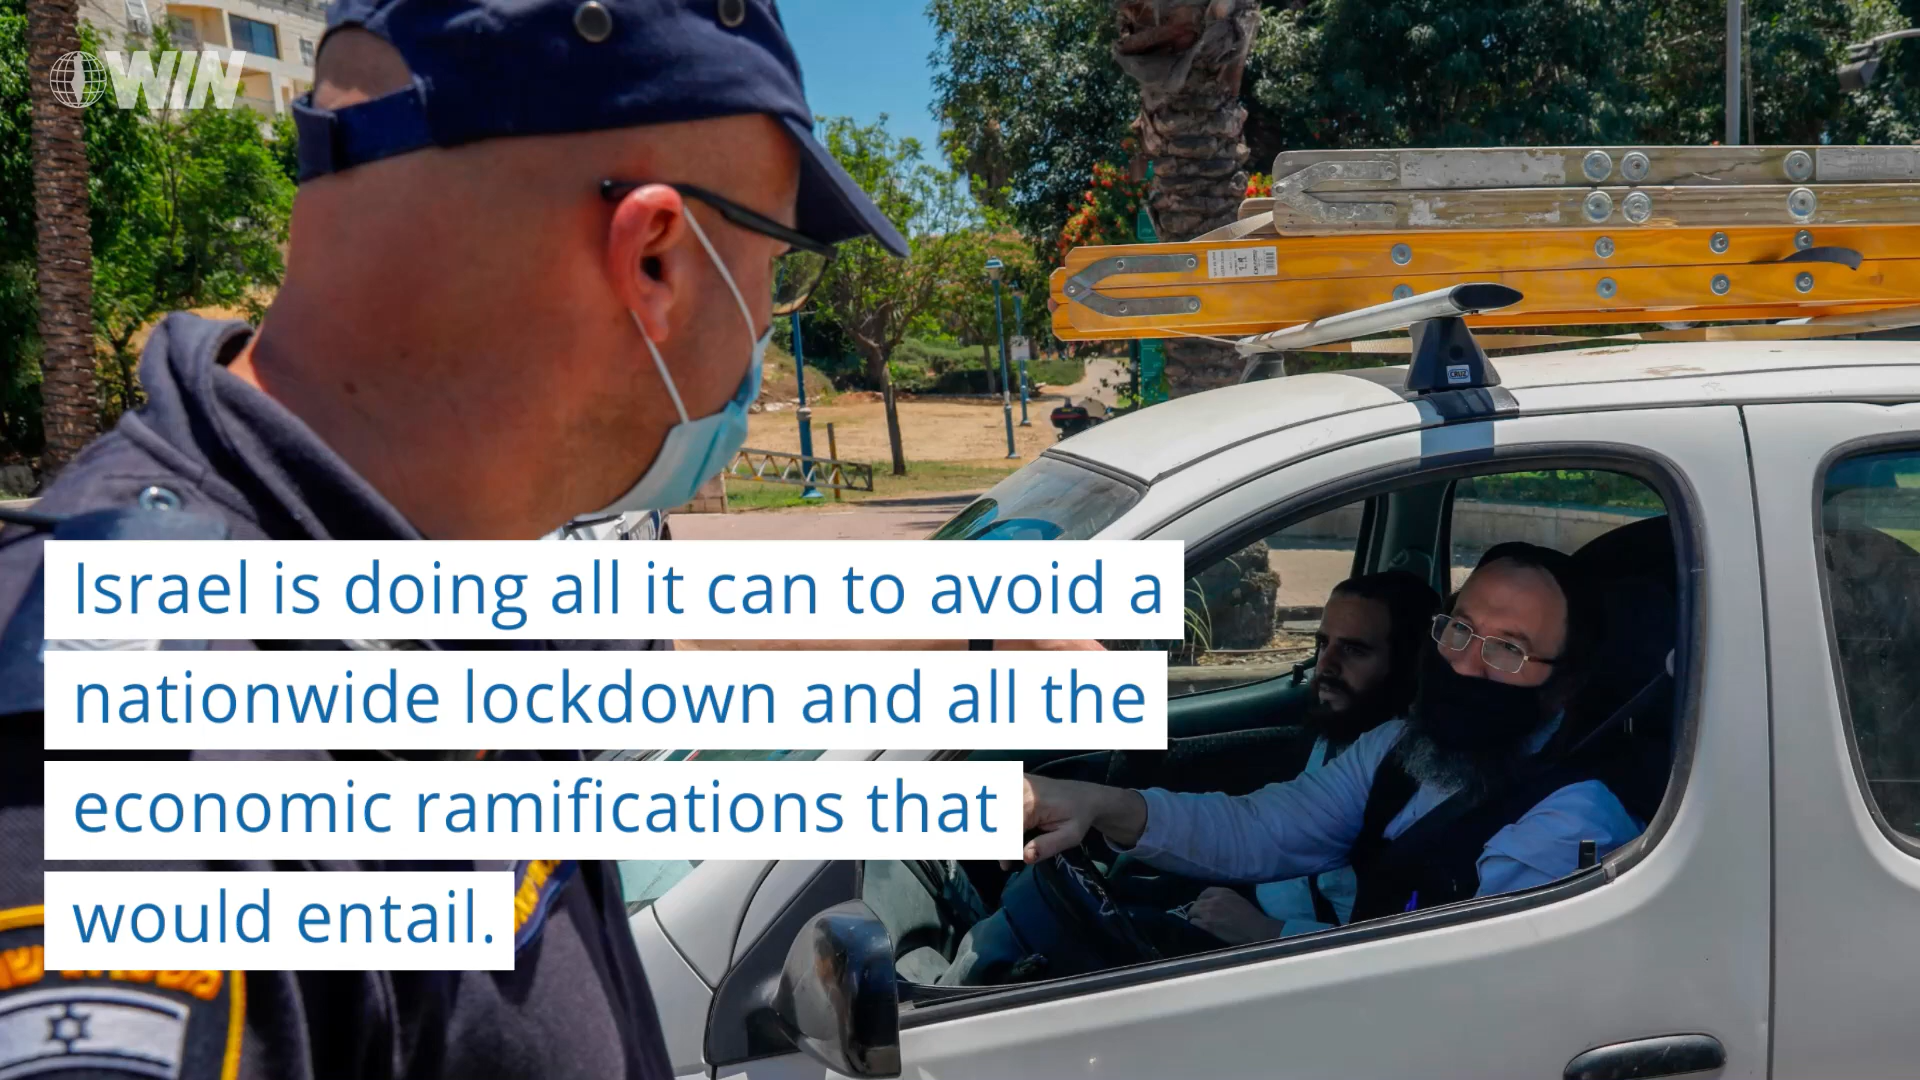 WIN
CRUZ
Israel is doing all it can to avoid a
nationwide lockdown and all the
economic ramifications that
would entail.